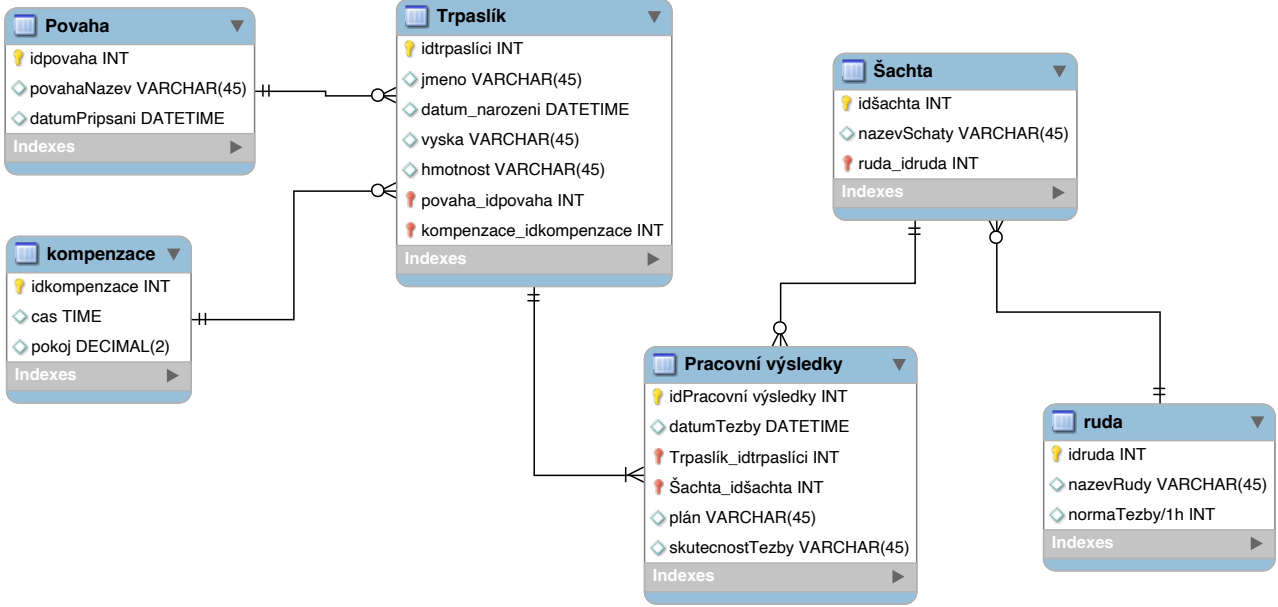 Povaha
idpovaha INT
povahaNazev VARCHAR(45)
datumPripsani DATETIME
Indexes
Trpaslík
idtrpaslíci INT
jmeno VARCHAR(45)
datum_narozeni DATETIME
vyska VARCHAR(45)
hmotnost VARCHAR(45)
povaha_idpovaha INT
kompenzace_idkompenzace INT
Indexes
Šachta
idšachta INT
nazevSchaty VARCHAR(45)
ruda_idruda INT
Indexes
kompenzace
idkompenzace INT
cas TIME
pokoj DECIMAL(2)
Indexes
Pracovní výsledky
idPracovní výsledky INT
datumTezby DATETIME
Trpaslík_idtrpaslíci INT
Šachta_idšachta INT
plán VARCHAR(45)
skutecnostTezby VARCHAR(45)
Indexes
ruda
idruda INT
nazevRudy VARCHAR(45)
normaTezby/1h INT
Indexes